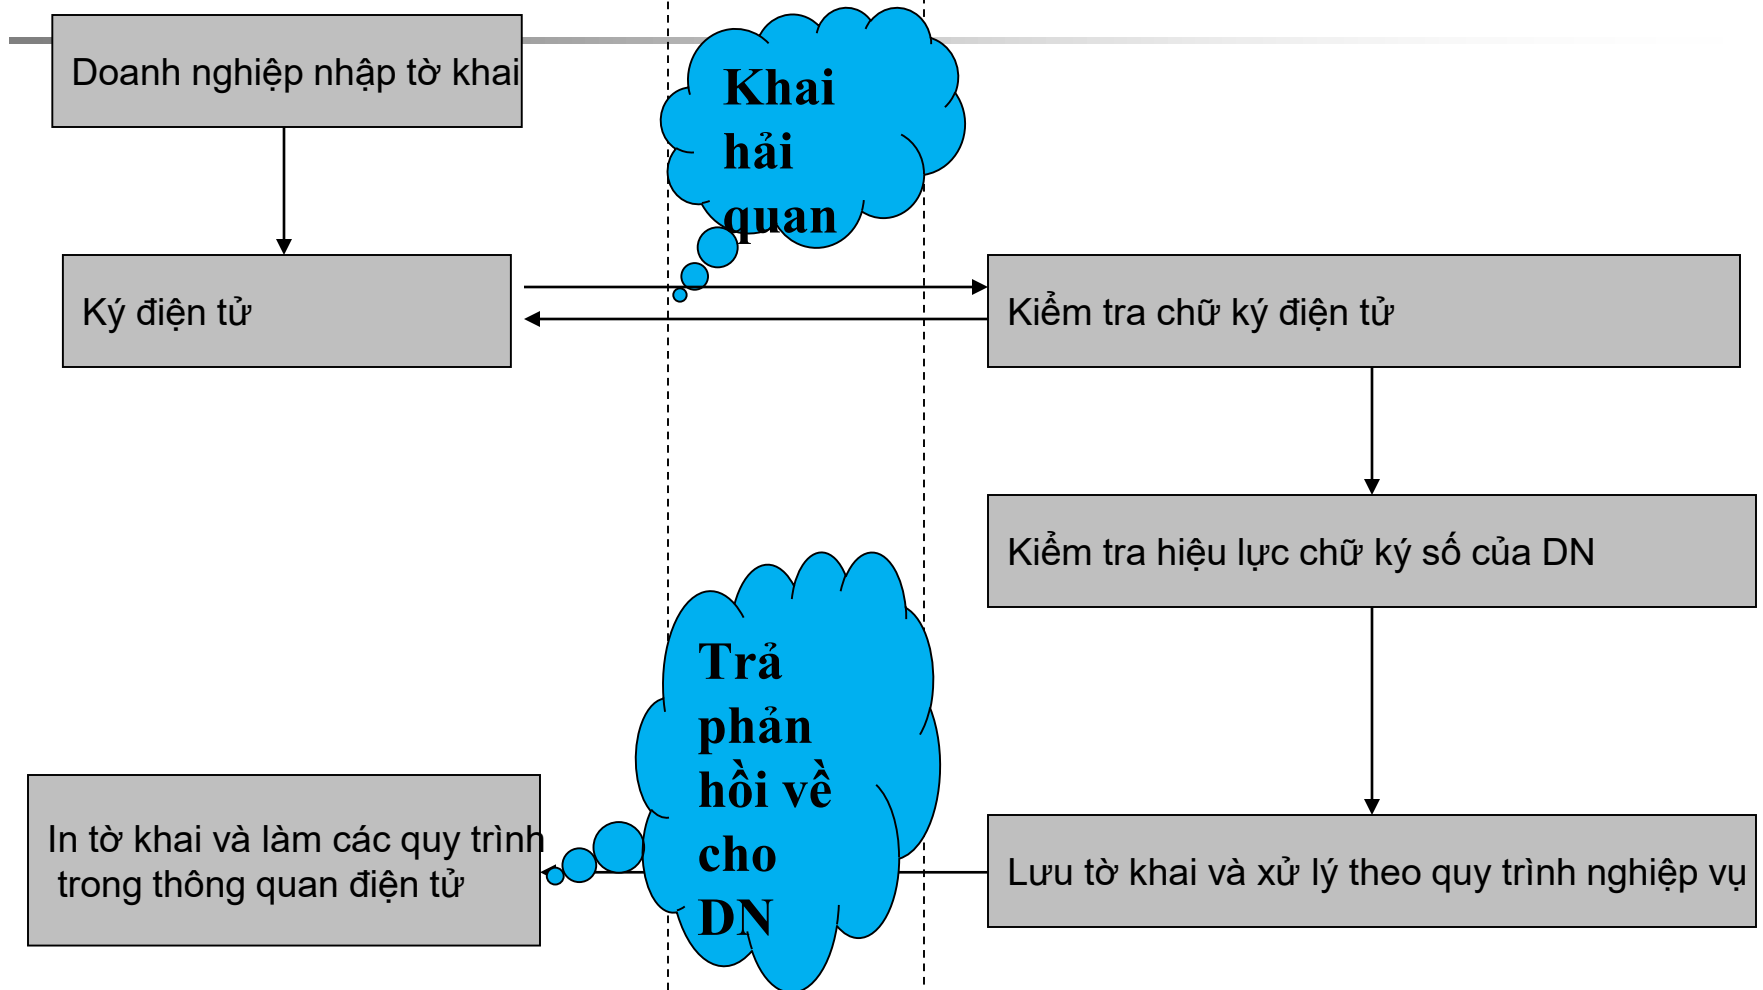 Doanh nghiệp nhập tờ khai
Khai
hải
quan
Ký điện tử
Kiểm tra chữ ký điện tử
Kiểm tra hiệu lực chữ ký số của DN
Trả
phản
hồi về
cho
DN
In tờ khai và làm các quy trình
trong thông quan điện tử
Lưu tờ khai và xử lý theo quy trình nghiệp vụ